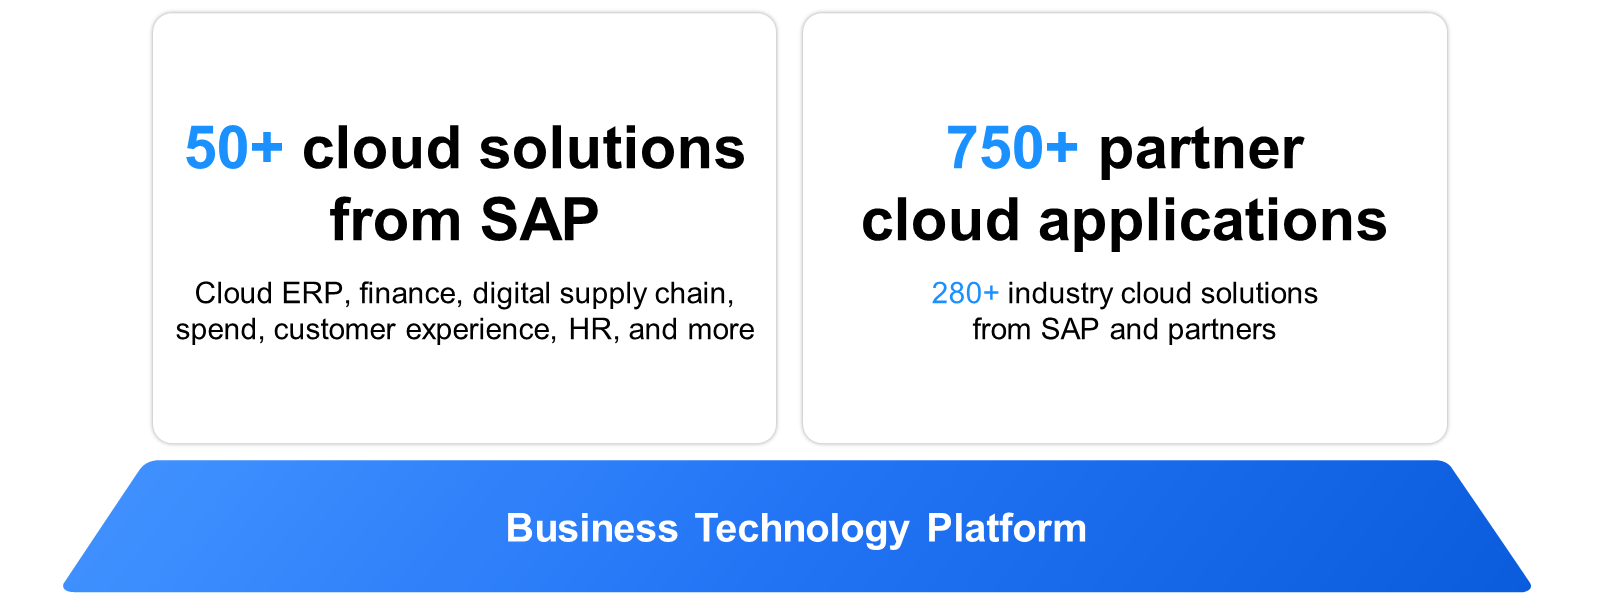 50+ cloud solutions
from SAP
Cloud ERP, finance, digital supply chain,
spend, customer experience, HR, and more
750+ partner
cloud applications
280+ industry cloud solutions
from SAP and partners
Business Technology Platform